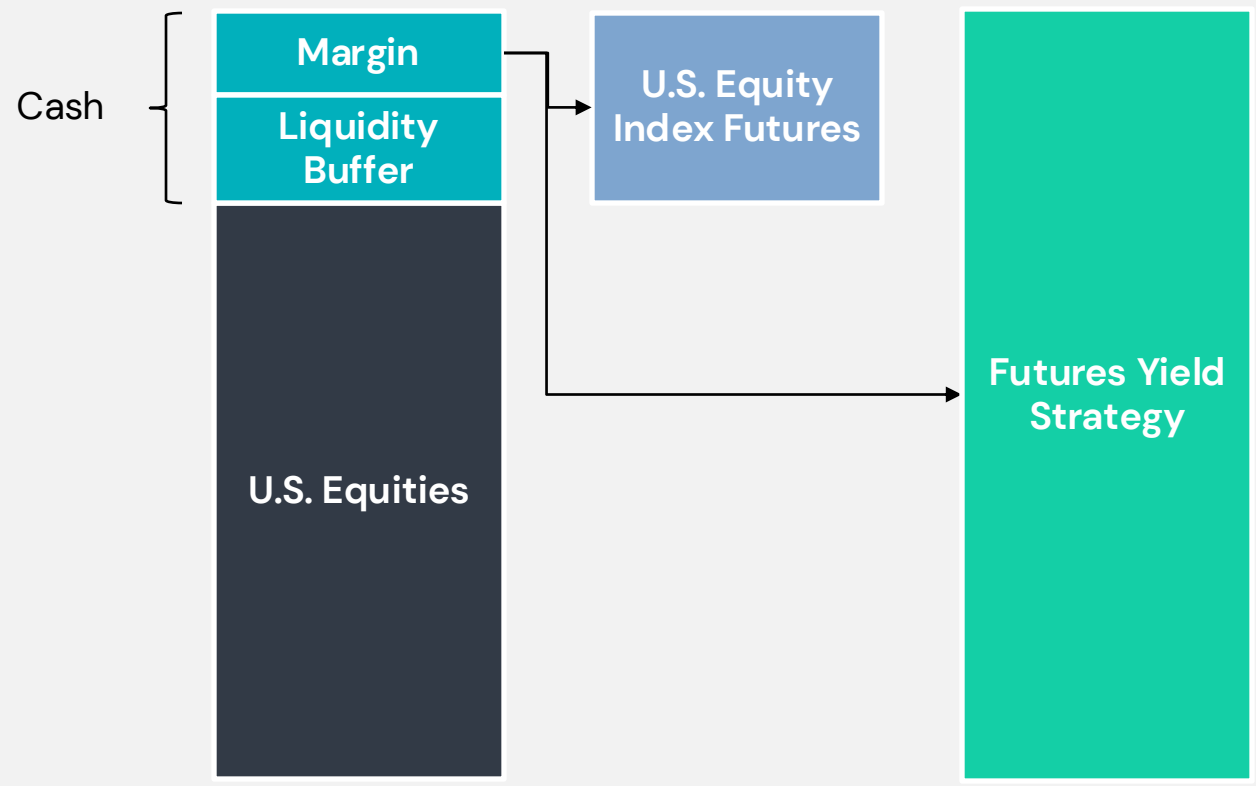 Cash
Margin
Liquidity
Buffer
U.S. Equities
U.S. Equity
Index Futures
Futures Yield
Strategy